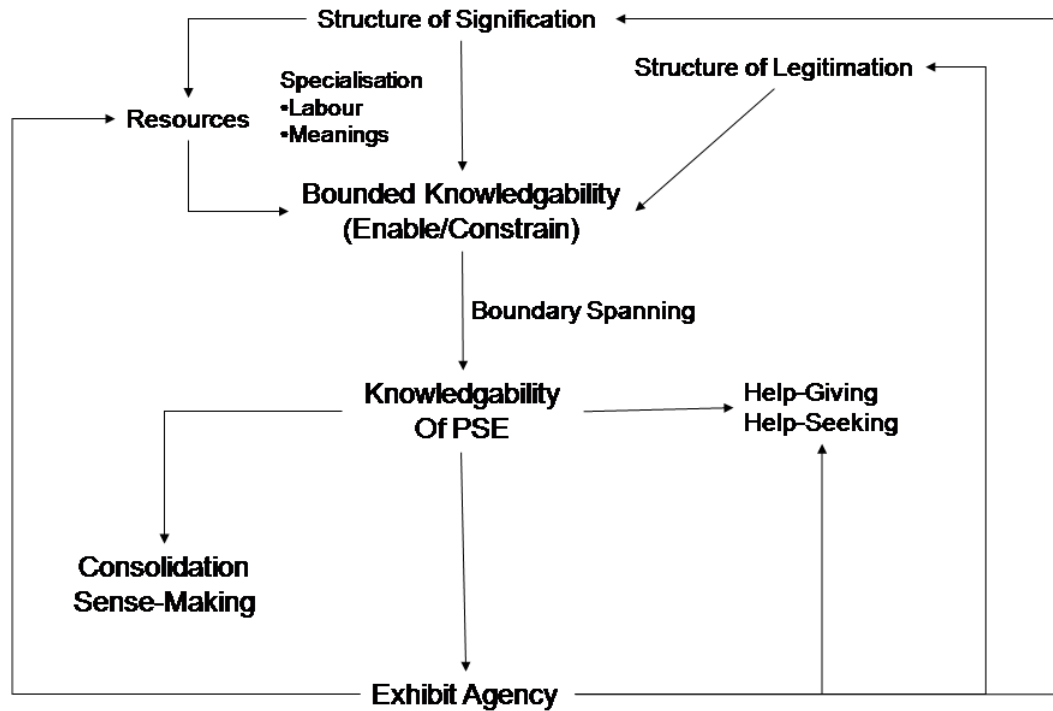 Structure of Signification
Structure of Legitimation
Specialisation
•Labour
•Meanings
Resources
Bounded Knowledgability
(Enable/Constrain)
Boundary Spanning
Knowledgability
Of PSE
Help-Giving
Help-Seeking
Consolidation
Sense-Making
Exhibit Agency